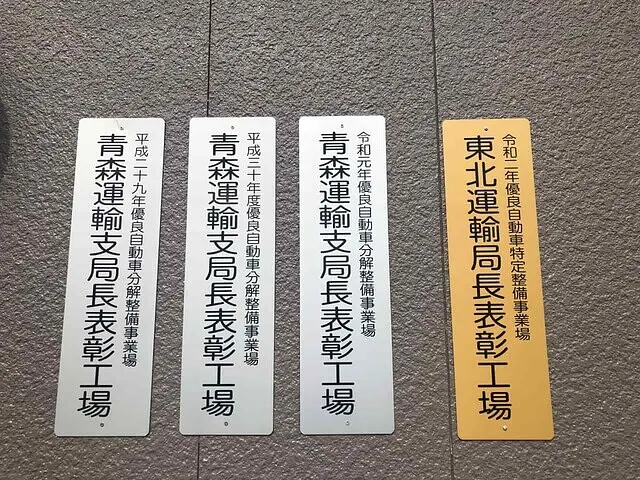 平成二十九年優良自動車分解整備事業場
青森運輸支局長表彰工場
平成三十年度優良自動車分解整備事業場
青森運輸支局長表彰工場
令和元年優良自動車分解整備事業場
青森運輸支局長表彰工場
令和二年優良自動車特定整備事業場
東北運輸局長表彰工場